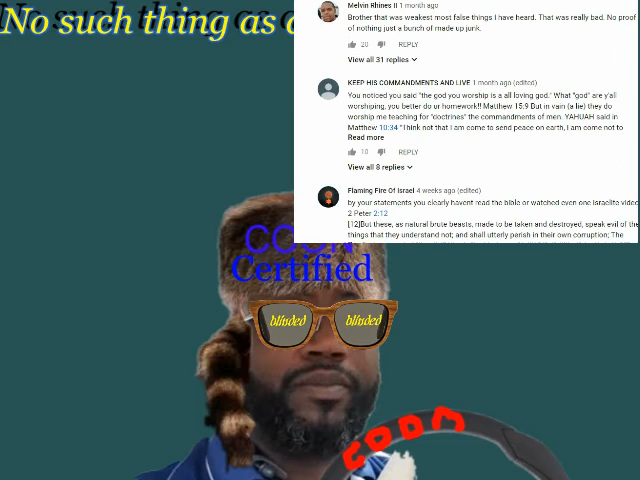 No such thing as
Melvin Rhines II 1 month ago
Brother that was weakest most false things I have heard. That was really bad. No proof
of nothing just a bunch of made up junk.
20 REPLY
View all 31 replies
KEEP HIS COMMANDMENTS AND LIVE 1 month ago (edited)
You noticed you said "the god you worship is a all loving god." What "god" are y'all
worshiping, you better do ur homework!! Matthew 15:9 But in vain (a lie) they do
worship me teaching for "doctrines" the commandments of men. YAHUAH said in
Matthew 10:34 "Think not that I am come to send peace on earth, I am come not to
Read more
10 REPLY
View all 8 replies
Flaming Fire Of Israel 4 weeks ago (edited)
by your statements you clearly havent read the bible or watched even one israelite video
2 Peter 2:12
[12]But these, as natural brute beasts, made to be taken and destroyed, speak evil of the
things that they understand not; and shall utterly perish in their own corruption; The
COON
Certified
blinded blinded
COON